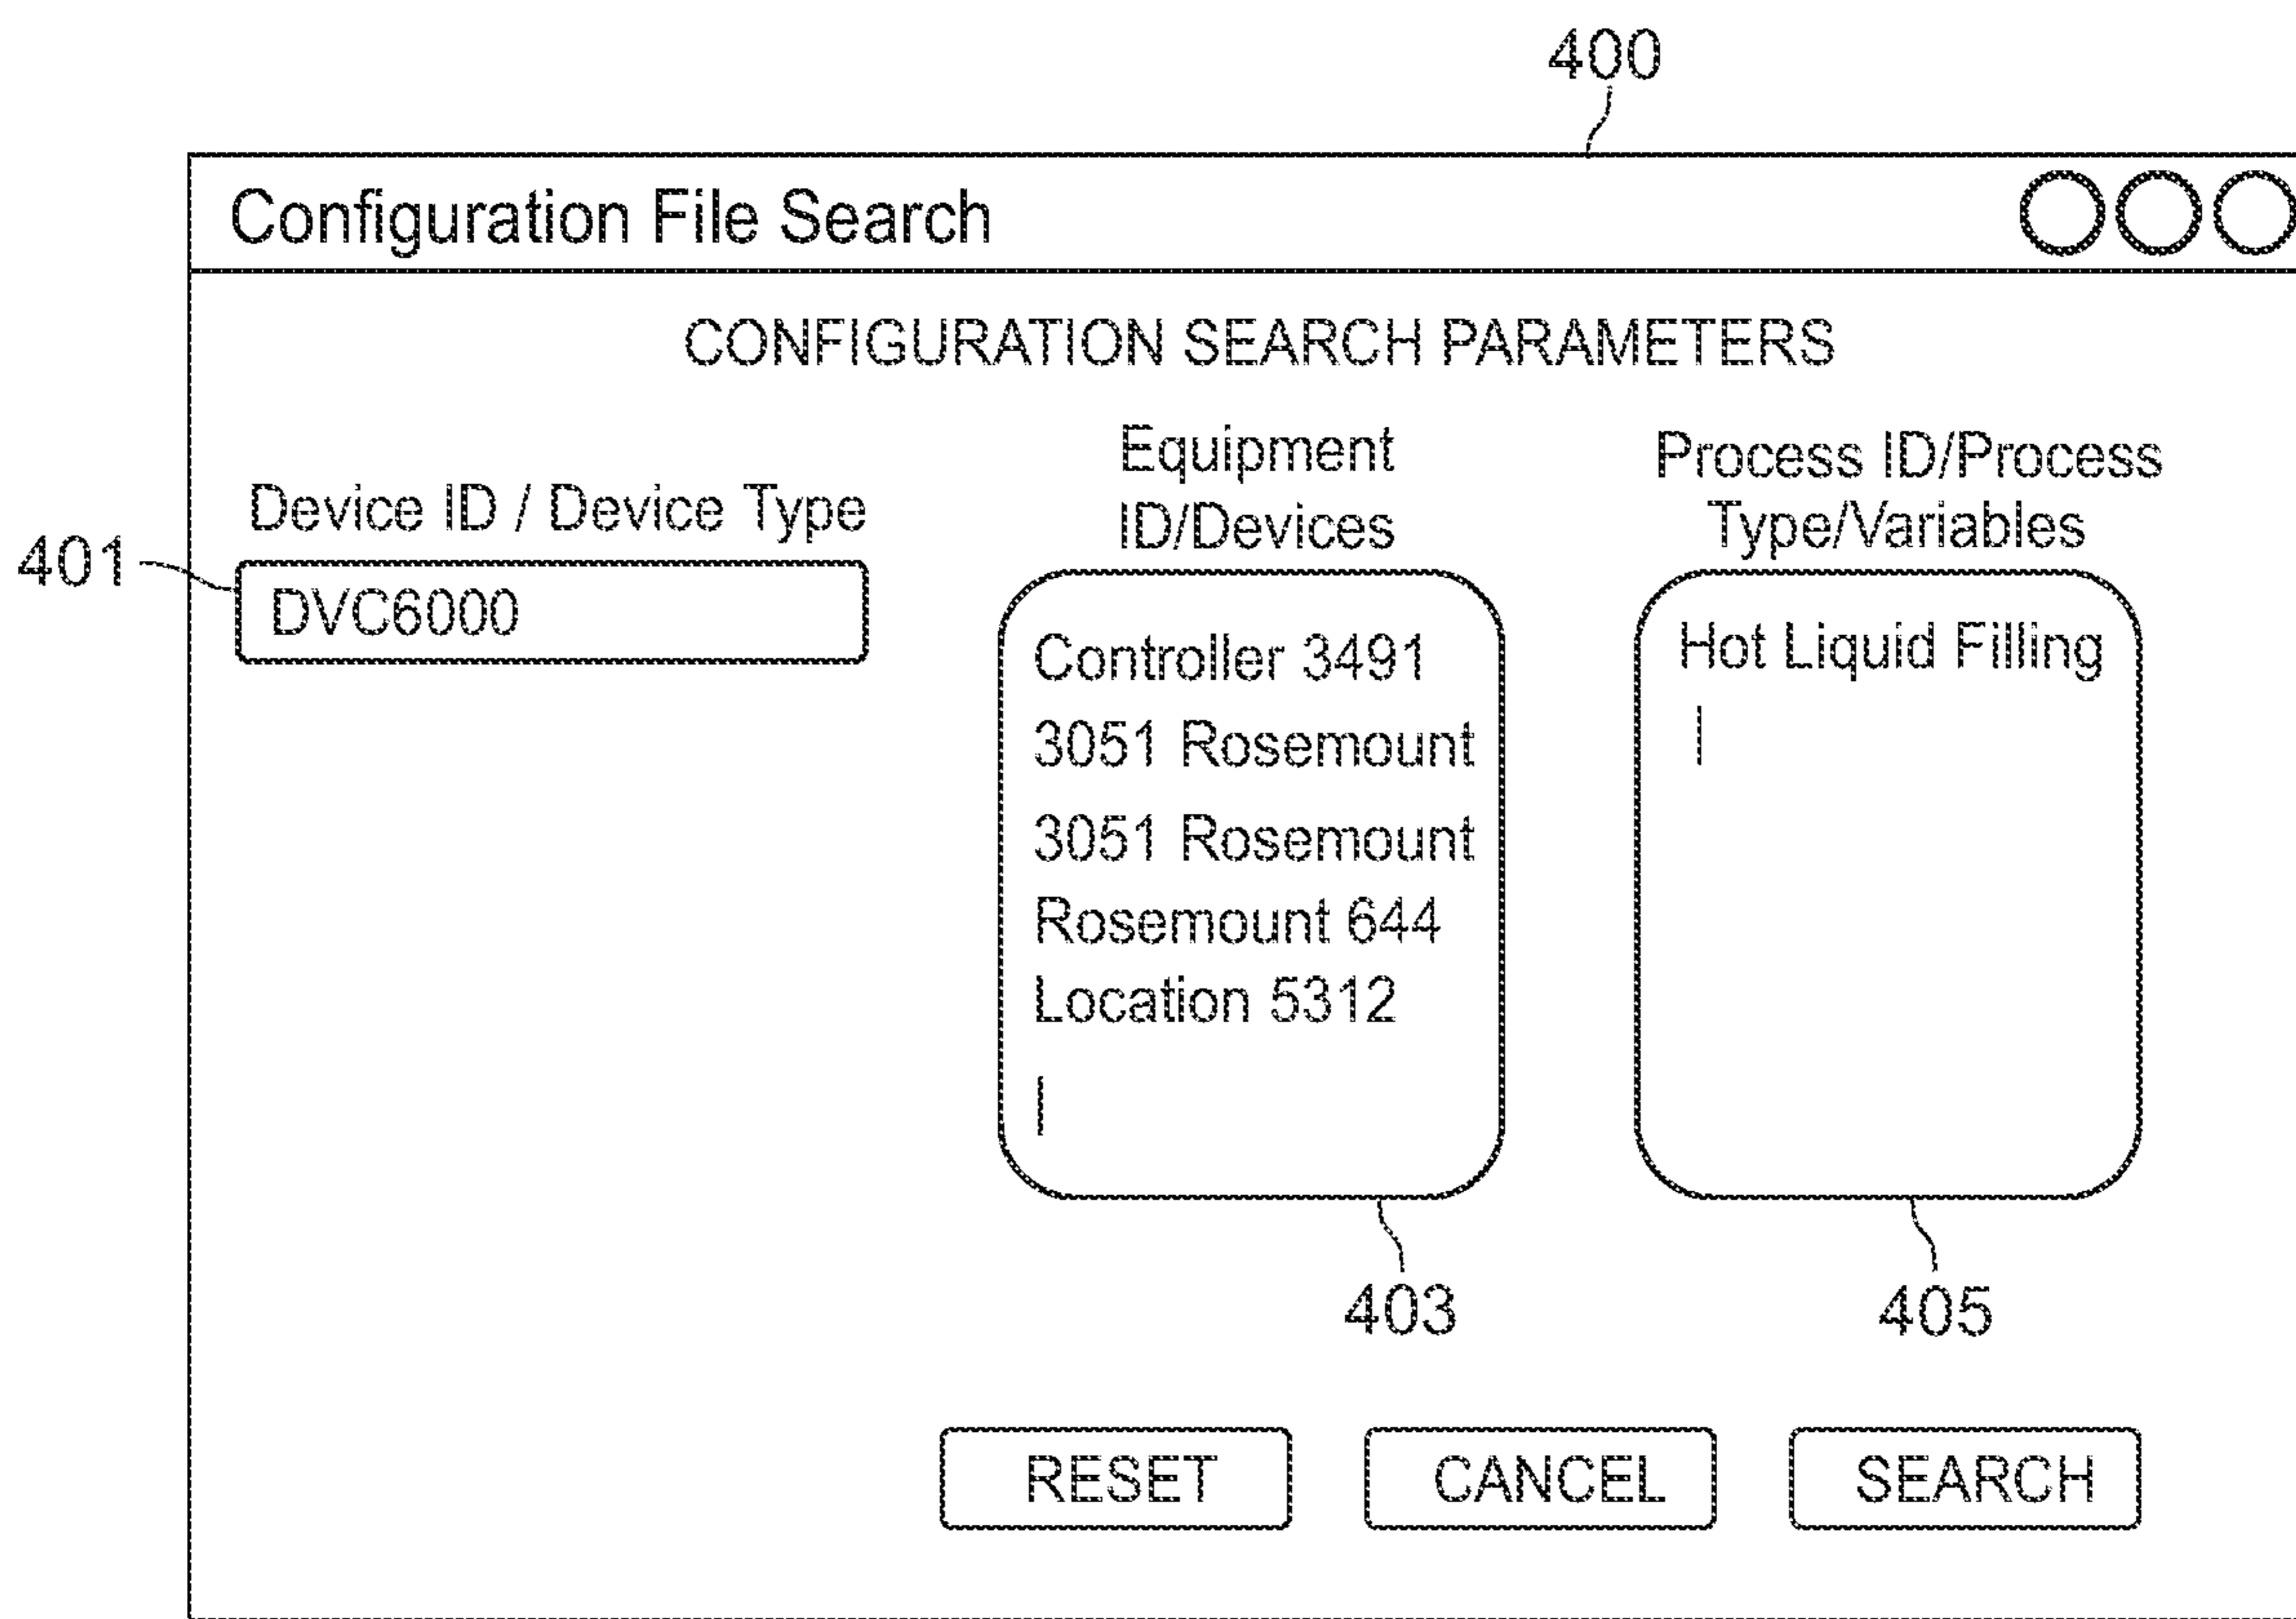 400
Configuration File Search
CONFIGURATION SEARCH PARAMETERS
Device ID / Device Type
401
DVC6000
Equipment
ID/Devices
Controller 3491
3051 Rosemount
3051 Rosemount
Rosemount 644
Location 5312
403
Process ID/Process
Type/Variables
Hot Liquid Filling
405
RESET
CANCEL
SEARCH